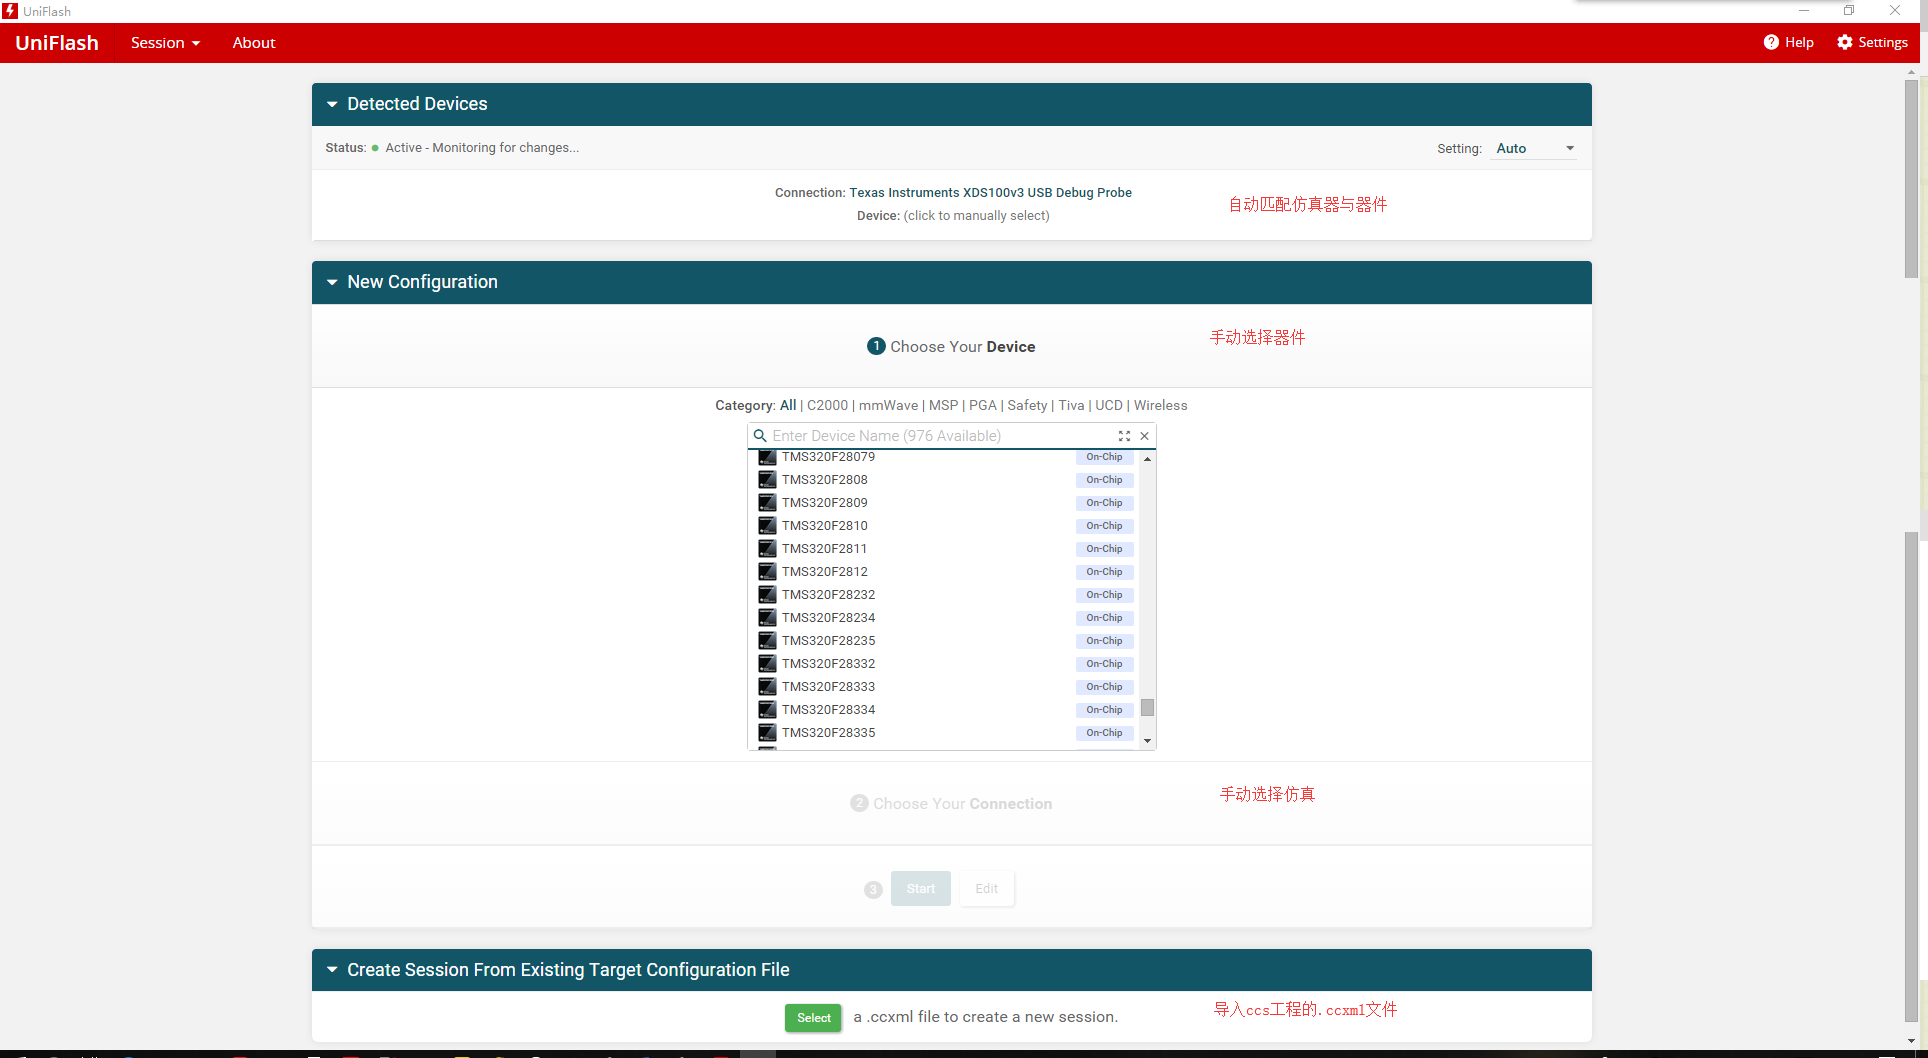 UniFlash
UniFlash Session About Help Settings
Detected Devices
Status: Active - Monitoring for changes... Setting: Auto
Connection: Texas Instruments XDS100v3 USB Debug Probe
自动匹配仿真器与器件
Device: (click to manually select)
New Configuration
手动选择器件
1 Choose Your Device
Category: All | C2000 | mmWave | MSP | PGA | Safety | Tiva | UCD | Wireless
Enter Device Name (976 Available)
TMS320F28079 On-Chip
TMS320F2808 On-Chip
TMS320F2809 On-Chip
TMS320F2810 On-Chip
TMS320F2811 On-Chip
TMS320F2812 On-Chip
TMS320F28232 On-Chip
TMS320F28234 On-Chip
TMS320F28235 On-Chip
TMS320F28332 On-Chip
TMS320F28333 On-Chip
TMS320F28334 On-Chip
TMS320F28335 On-Chip
手动选择仿真
2 Choose Your Connection
3 Start Edit
Create Session From Existing Target Configuration File
导入ccs工程的.ccxml文件
Select a .ccxml file to create a new session.